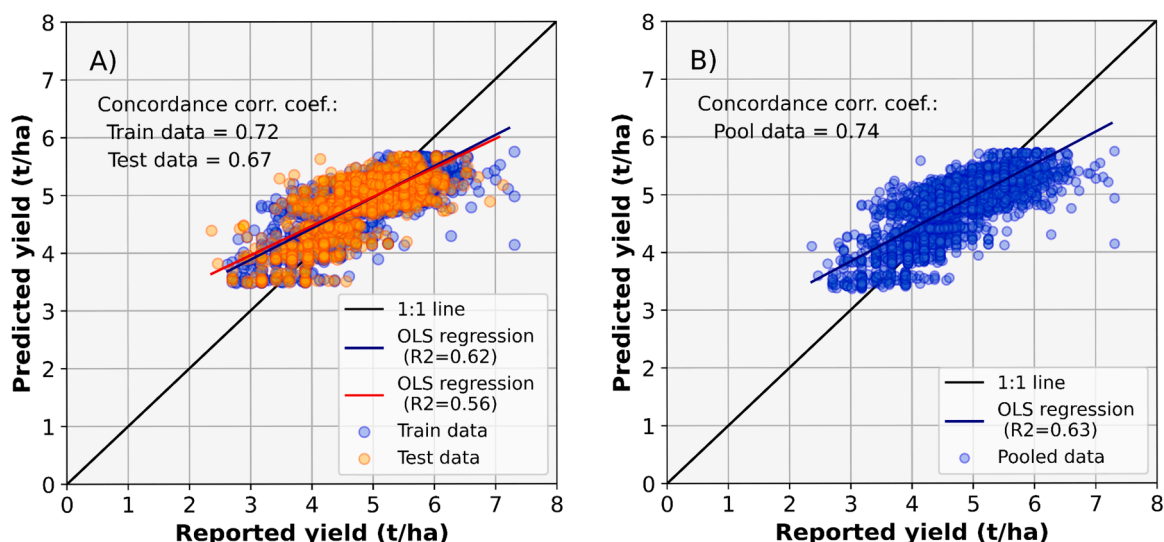 A)
Concordance corr. coef.:
Train data = 0.72
Test data = 0.67
8
7
6
5
4
3
2
1
0
Predicted yield (t/ha)
1:1 line
OLS regression
(R2=0.62)
OLS regression
(R2=0.56)
Train data
Test data
0 1 2 3 4 5 6 7 8
Reported yield (t/ha)
B)
Concordance corr. coef.:
Pool data = 0.74
8
7
6
5
4
3
2
1
0
Predicted yield (t/ha)
1:1 line
OLS regression
(R2=0.63)
Pooled data
0 1 2 3 4 5 6 7 8
Reported yield (t/ha)